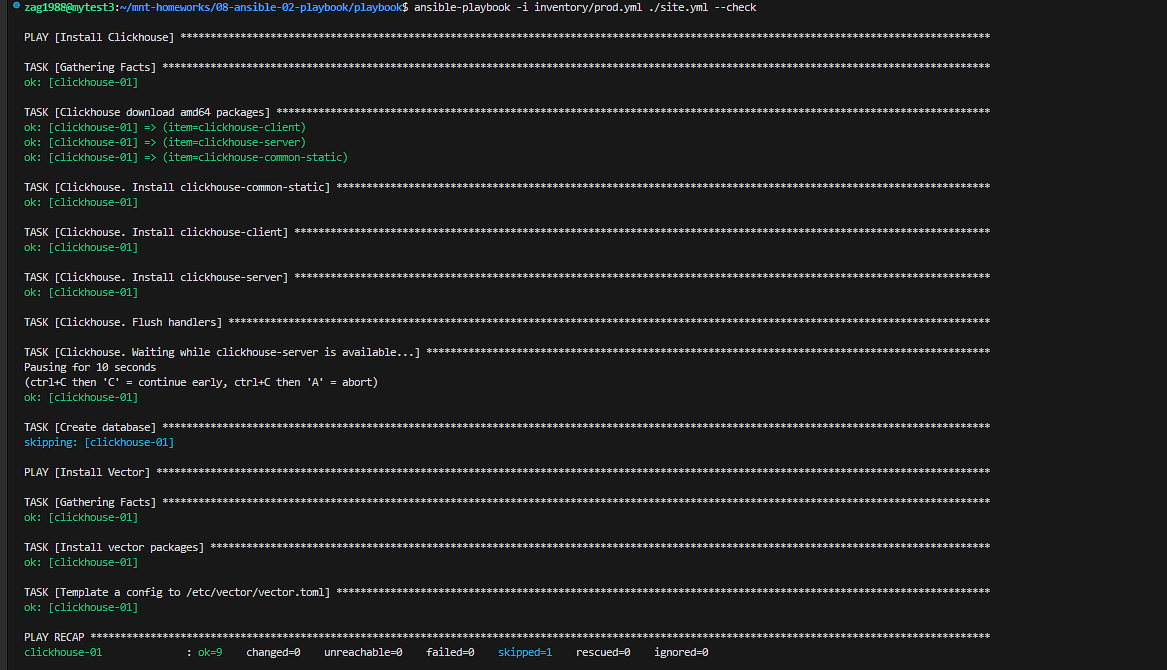 zag1988@mytest3:~/mnt-homeworks/08-ansible-02-playbook/playbook$ ansible-playbook -i inventory/prod.yml ./site.yml --check
PLAY [Install Clickhouse] ***************************************************************************************************************************************
TASK [Gathering Facts] ******************************************************************************************************************************************
ok: [clickhouse-01]
TASK [Clickhouse download amd64 packages] ***********************************************************************************************************************
ok: [clickhouse-01] => (item=clickhouse-client)
ok: [clickhouse-01] => (item=clickhouse-server)
ok: [clickhouse-01] => (item=clickhouse-common-static)
TASK [Clickhouse. Install clickhouse-common-static] *************************************************************************************************************
ok: [clickhouse-01]
TASK [Clickhouse. Install clickhouse-client] ********************************************************************************************************************
ok: [clickhouse-01]
TASK [Clickhouse. Install clickhouse-server] ********************************************************************************************************************
ok: [clickhouse-01]
TASK [Clickhouse. Flush handlers] *******************************************************************************************************************************
TASK [Clickhouse. Waiting while clickhouse-server is available...] **********************************************************************************************
Pausing for 10 seconds
(ctrl+C then 'C' = continue early, ctrl+C then 'A' = abort)
ok: [clickhouse-01]
TASK [Create database] ******************************************************************************************************************************************
skipping: [clickhouse-01]
PLAY [Install Vector] *******************************************************************************************************************************************
TASK [Gathering Facts] ******************************************************************************************************************************************
ok: [clickhouse-01]
TASK [Install vector packages] **********************************************************************************************************************************
ok: [clickhouse-01]
TASK [Template a config to /etc/vector/vector.toml] *************************************************************************************************************
ok: [clickhouse-01]
PLAY RECAP ******************************************************************************************************************************************************
clickhouse-01              : ok=9    changed=0    unreachable=0    failed=0    skipped=1    rescued=0    ignored=0